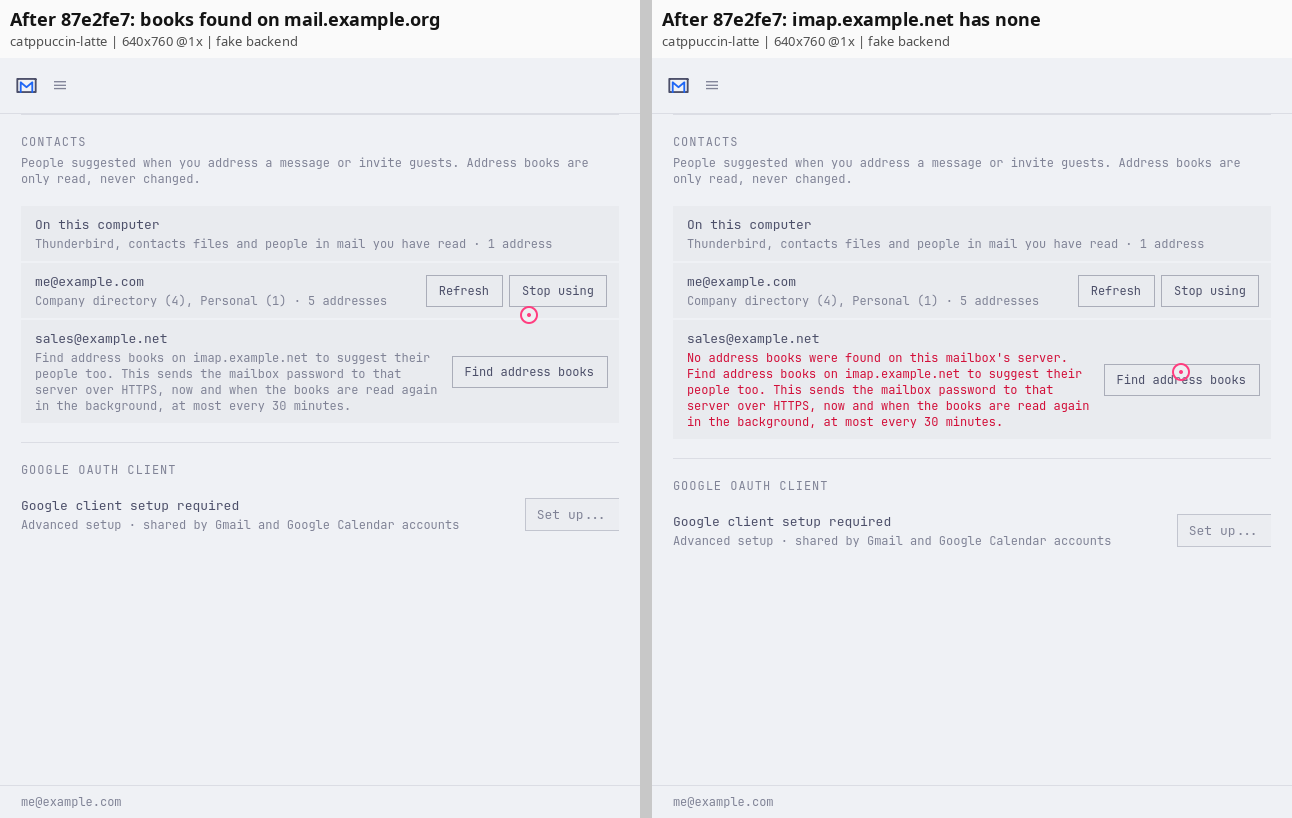 After 87e2fe7: books found on mail.example.org
catppuccin-latte | 640x760 @1x | fake backend
CONTACTS
People suggested when you address a message or invite guests. Address books are
only read, never changed.
On this computer
Thunderbird, contacts files and people in mail you have read · 1 address
me@example.com
Company directory (4), Personal (1) · 5 addresses
Refresh
Stop using
sales@example.net
Find address books on imap.example.net to suggest their
people too. This sends the mailbox password to that
server over HTTPS, now and when the books are read again
in the background, at most every 30 minutes.
Find address books
GOOGLE OAUTH CLIENT
Google client setup required
Advanced setup · shared by Gmail and Google Calendar accounts
Set up...
me@example.com
After 87e2fe7: imap.example.net has none
catppuccin-latte | 640x760 @1x | fake backend
CONTACTS
People suggested when you address a message or invite guests. Address books are
only read, never changed.
On this computer
Thunderbird, contacts files and people in mail you have read · 1 address
me@example.com
Company directory (4), Personal (1) · 5 addresses
Refresh
Stop using
sales@example.net
No address books were found on this mailbox's server.
Find address books on imap.example.net to suggest their
people too. This sends the mailbox password to that
server over HTTPS, now and when the books are read again
in the background, at most every 30 minutes.
Find address books
GOOGLE OAUTH CLIENT
Google client setup required
Advanced setup · shared by Gmail and Google Calendar accounts
Set up...
me@example.com